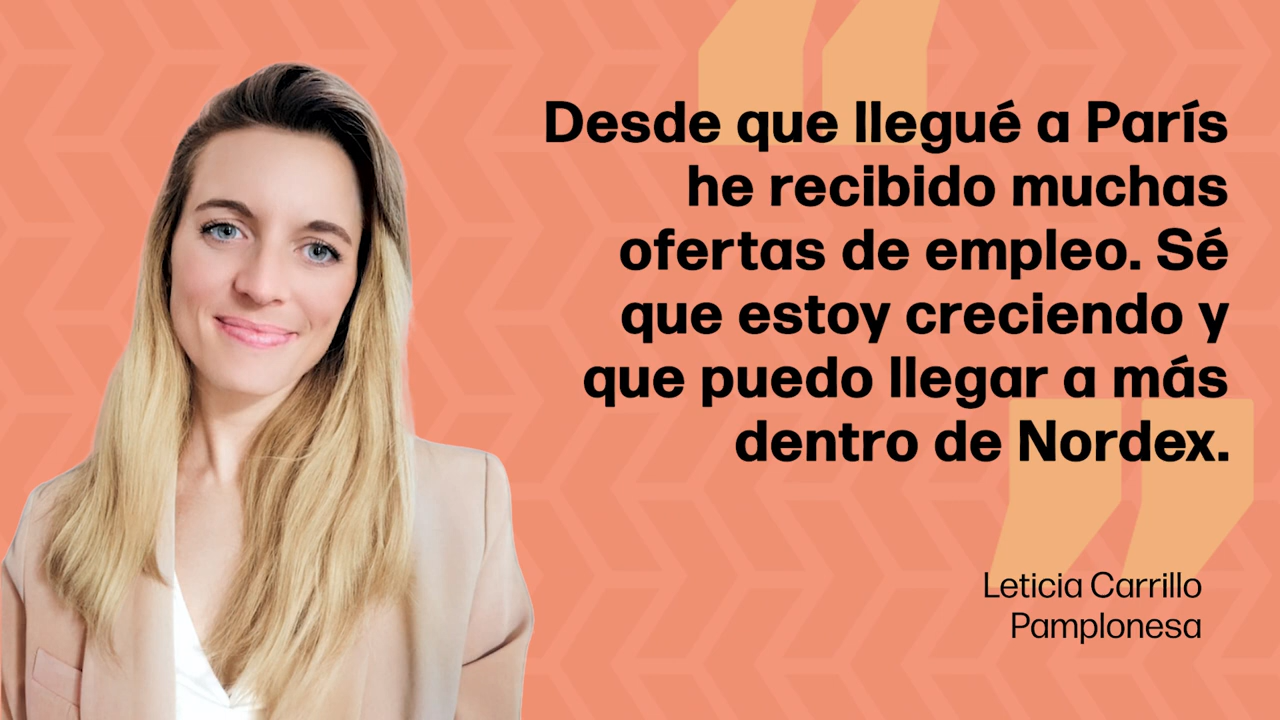 Desde que llegué a París
he recibido muchas
ofertas de empleo. Sé
que estoy creciendo y
que puedo llegar a más
dentro de Nordex.
Leticia Carrillo
Pamplonesa